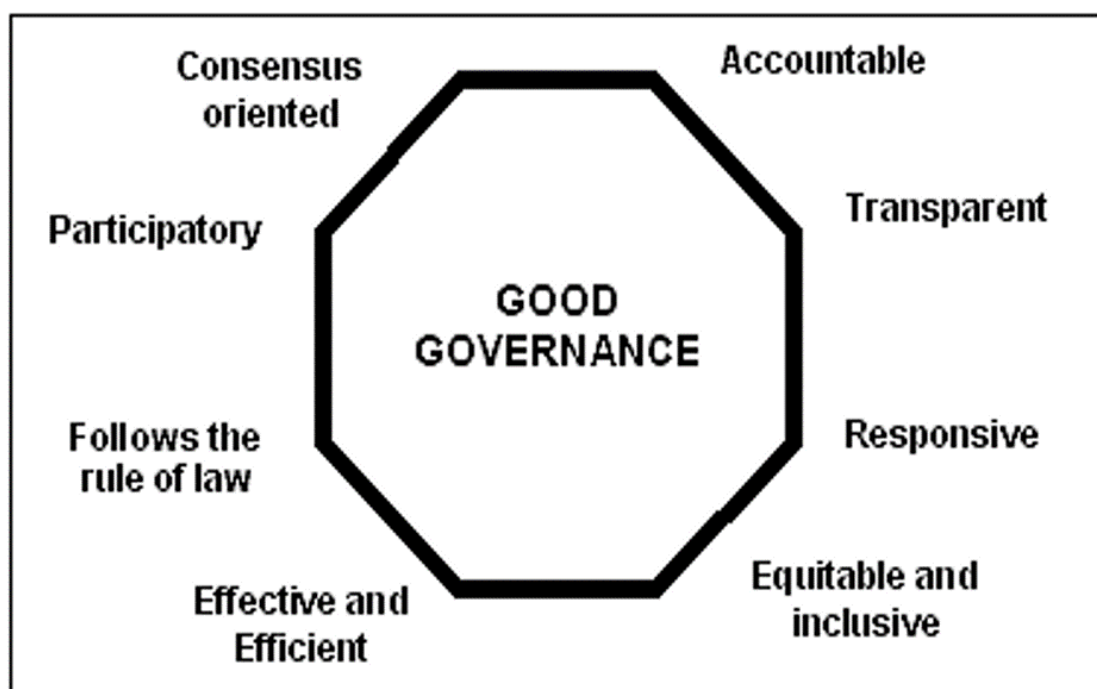 Consensus
oriented
Accountable
Participatory
Transparent
GOOD
GOVERNANCE
Follows the
rule of law
Responsive
Effective and
Efficient
Equitable and
inclusive